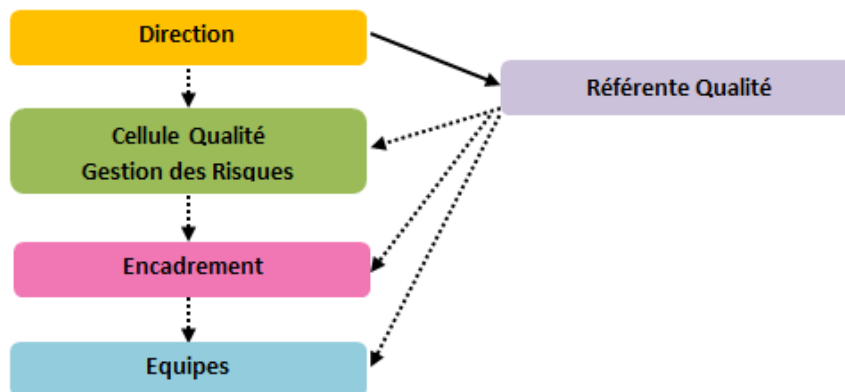 Direction
Référente Qualité
Cellule Qualité
Gestion des Risques
Encadrement
Equipes